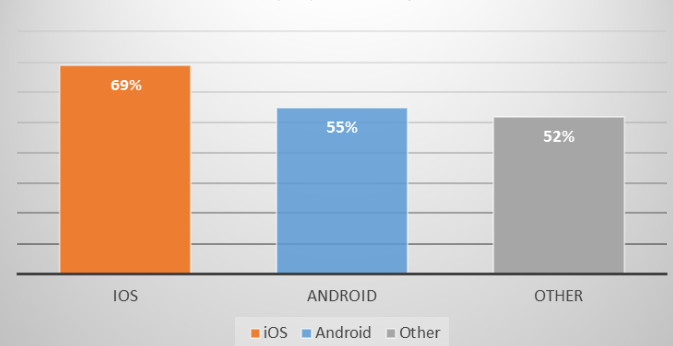 69%
55%
52%
IOS ANDROID OTHER
iOS Android Other